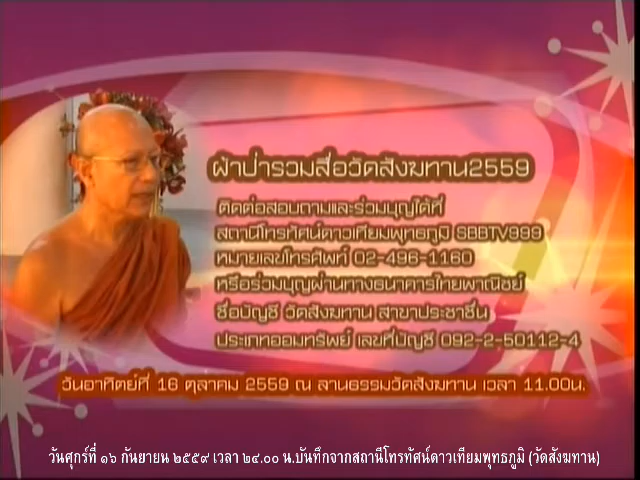 ผ้าป่ารวมสื่อวัดสังฆทาน2559
ติดต่อสอบถามและร่วมบุญได้ที่
สถานีโทรทัศน์ดาวเทียมพุทธภูมิ SBBTV999
หมายเลขโทรศัพท์ 02-496-1160
หรือร่วมบุญผ่านทางธนาคารไทยพาณิชย์
ชื่อบัญชี วัดสังฆทาน สาขาประชาชื่น
ประเภทออมทรัพย์ เลขที่บัญชี 092-2-50112-4
วันอาทิตย์ที่ 16 ตุลาคม 2559 ณ ลานธรรมวัดสังฆทาน เวลา 11.00น.
วันศุกร์ที่ ๑๖ กันยายน ๒๕๕๙ เวลา ๒๔.๐๐ น.บันทึกจากสถานีโทรทัศน์ดาวเทียมพุทธภูมิ (วัดสังฆทาน)